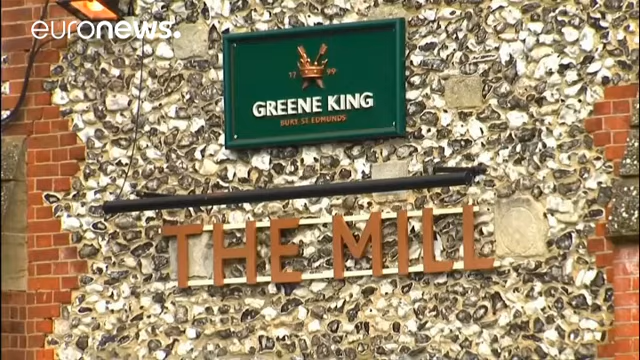 euronews.
17 99
GREENE KING
BURY ST. EDMUNDS
THE MILL